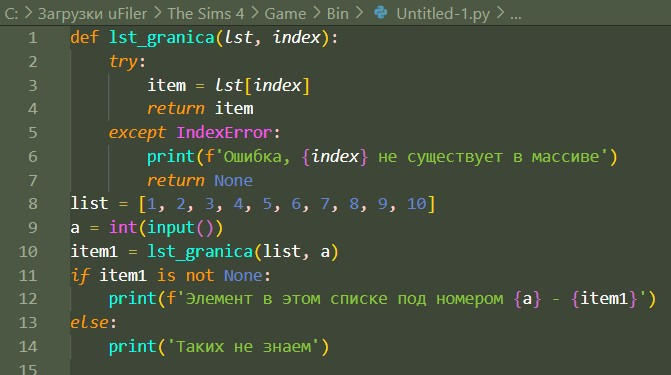 C: > Загрузки uFiler > The Sims 4 > Game > Bin > Untitled-1.py > ...
1 def lst_granica(lst, index):
2     try:
3         item = lst[index]
4         return item
5     except IndexError:
6         print(f'Ошибка, {index} не существует в массиве')
7         return None
8 list = [1, 2, 3, 4, 5, 6, 7, 8, 9, 10]
9 a = int(input())
10 item1 = lst_granica(list, a)
11 if item1 is not None:
12     print(f'Элемент в этом списке под номером {a} - {item1}')
13 else:
14     print('Таких не знаем')
15